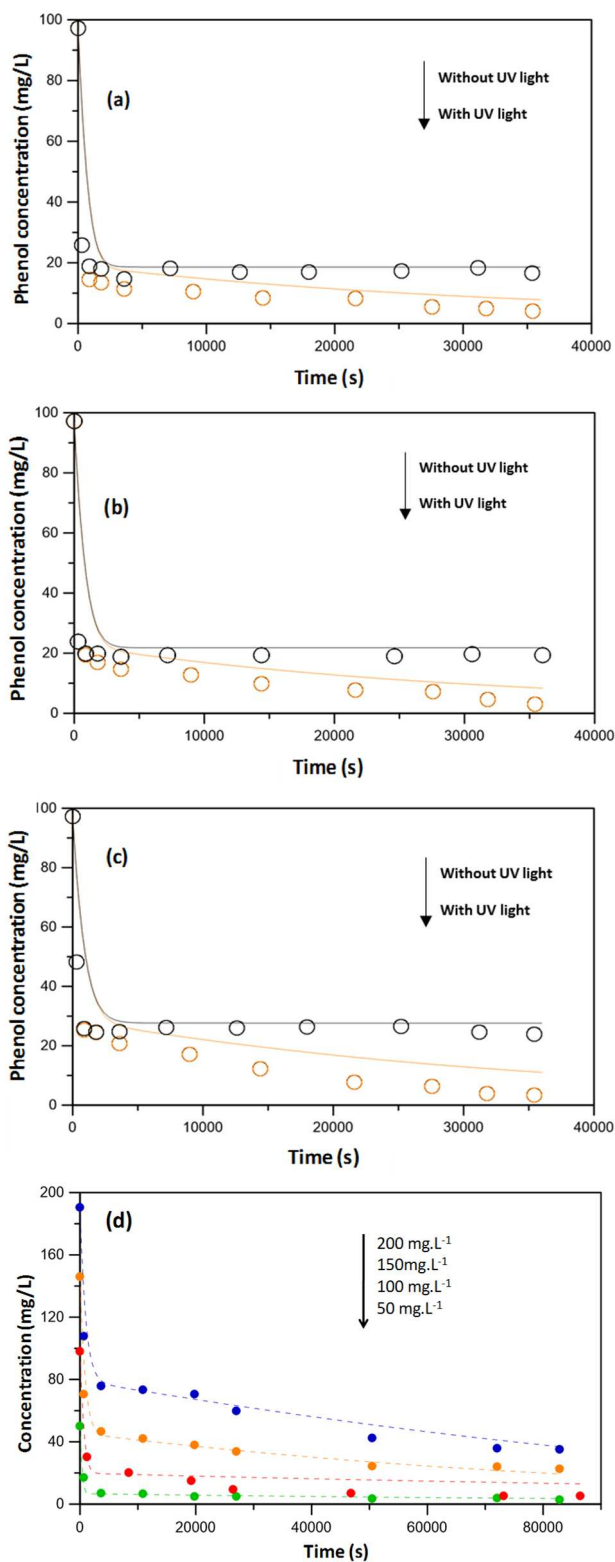 100
80
60
40
20
0
Phenol concentration (mg/L)
(a)
Without UV light
With UV light
0 10000 20000 30000 40000
Time (s)
100
80
60
40
20
0
Phenol concentration (mg/L)
(b)
Without UV light
With UV light
0 10000 20000 30000 40000
Time (s)
100
80
60
40
20
0
Phenol concentration (mg/L)
(c)
Without UV light
With UV light
0 10000 20000 30000 40000
Time (s)
200
160
120
80
40
0
Concentration (mg/L)
(d)
200 mg.L⁻¹
150mg.L⁻¹
100 mg.L⁻¹
50 mg.L⁻¹
0 20000 40000 60000 80000
Time (s)